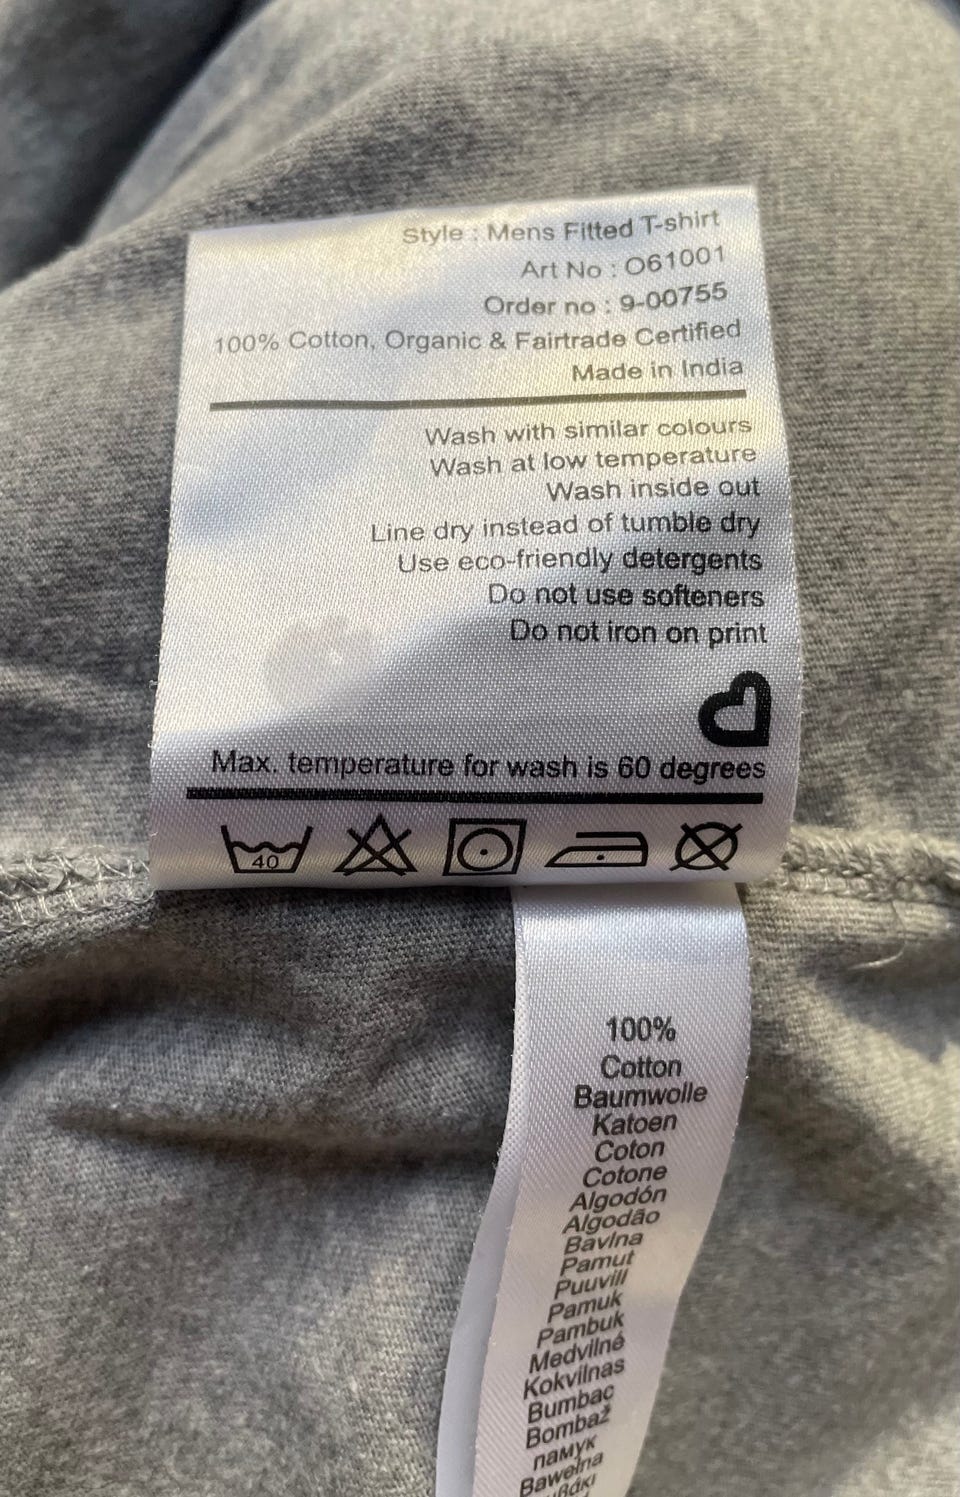 Style : Mens Fitted T-shirt
Art No : O61001
Order no : 9-00755
100% Cotton, Organic & Fairtrade Certified
Made in India
Wash with similar colours
Wash at low temperature
Wash inside out
Line dry instead of tumble dry
Use eco-friendly detergents
Do not use softeners
Do not iron on print
Max. temperature for wash is 60 degrees
40
100%
Cotton
Baumwolle
Katoen
Coton
Cotone
Algodón
Algodão
Bavlna
Pamut
Puuvill
Pamuk
Pambuk
Medvilné
Kokvilnas
Bumbac
Bombaž
памук
Bawełna